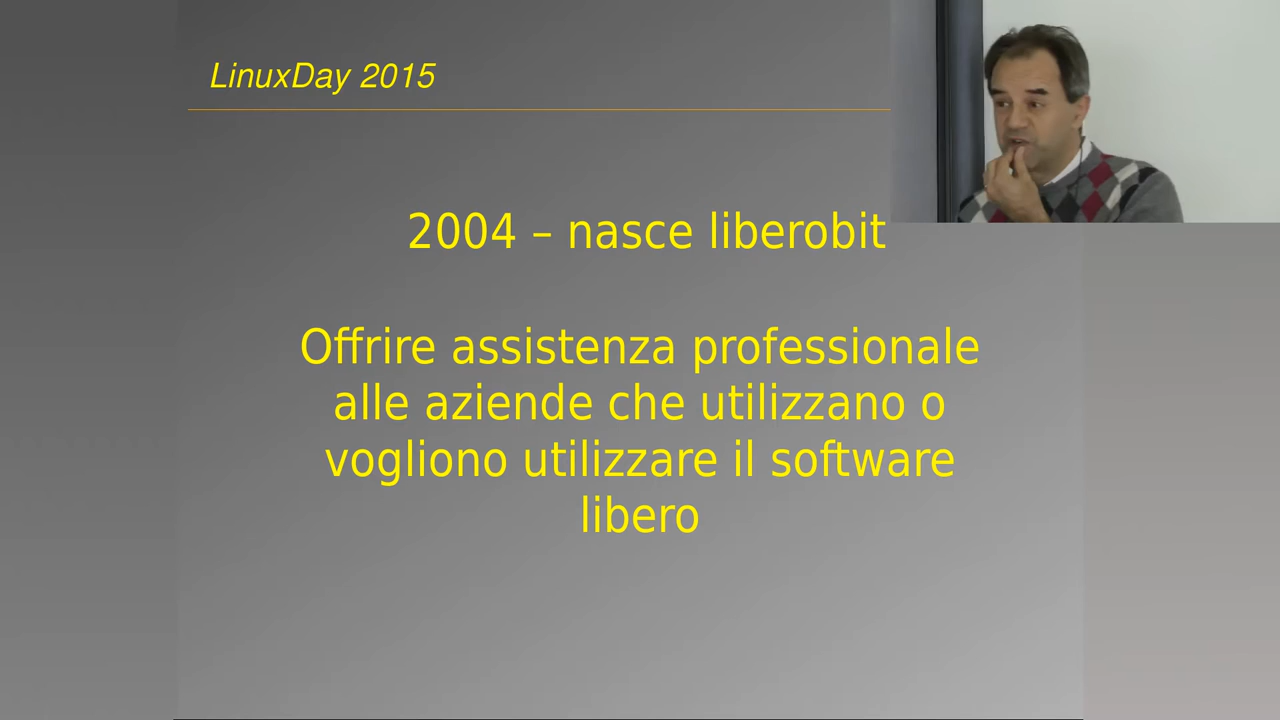 LinuxDay 2015
2004 – nasce liberobit
Offrire assistenza professionale
alle aziende che utilizzano o
vogliono utilizzare il software
libero